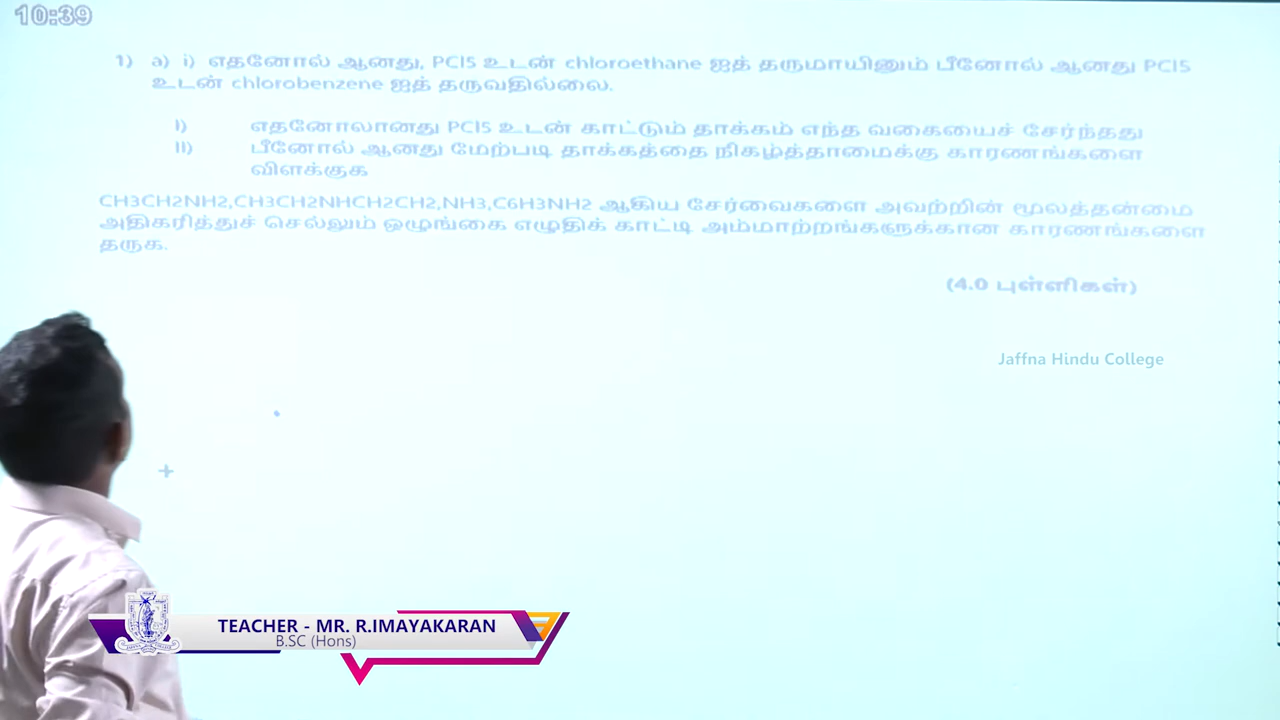 10:39
1) a) i) எதனோல் ஆனது, PCl5 உடன் chloroethane ஐத் தருமாயினும் பீனோல் ஆனது PCl5
உடன் chlorobenzene ஐத் தருவதில்லை.
I) எதனோலானது PCl5 உடன் காட்டும் தாக்கம் எந்த வகையைச் சேர்ந்தது
II) பீனோல் ஆனது மேற்படி தாக்கத்தை நிகழ்த்தாமைக்கு காரணங்களை
விளக்குக
CH3CH2NH2,CH3CH2NHCH2CH2,NH3,C6H3NH2 ஆகிய சேர்வைகளை அவற்றின் மூலத்தன்மை
அதிகரித்துச் செல்லும் ஒழுங்கை எழுதிக் காட்டி அம்மாற்றங்களுக்கான காரணங்களை
தருக.
(4.0 புள்ளிகள்)
Jaffna Hindu College
TEACHER - MR. R.IMAYAKARAN
B.SC (Hons)